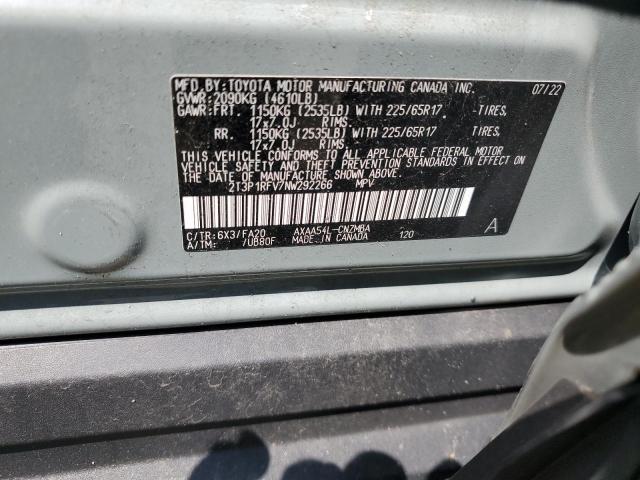 MFD. BY: TOYOTA MOTOR MANUFACTURING CANADA INC. 07/22
GVWR: 2090KG (4610LB)
GAWR: FRT. 1150KG (2535LB) WITH 225/65R17 TIRES,
17x7.0J RIMS.
RR. 1150KG (2535LB) WITH 225/65R17 TIRES,
17x7.0J RIMS.
THIS VEHICLE CONFORMS TO ALL APPLICABLE FEDERAL MOTOR
VEHICLE SAFETY AND THEFT PREVENTION STANDARDS IN EFFECT
ON THE DATE OF MANUFACTURE SHOWN ABOVE.
2T3P1RFV7NW292266 MPV
C/TR: 6X3/FA20 AXAA54L-CNZMBA 120 A
A/TM: /UB80F MADE IN CANADA